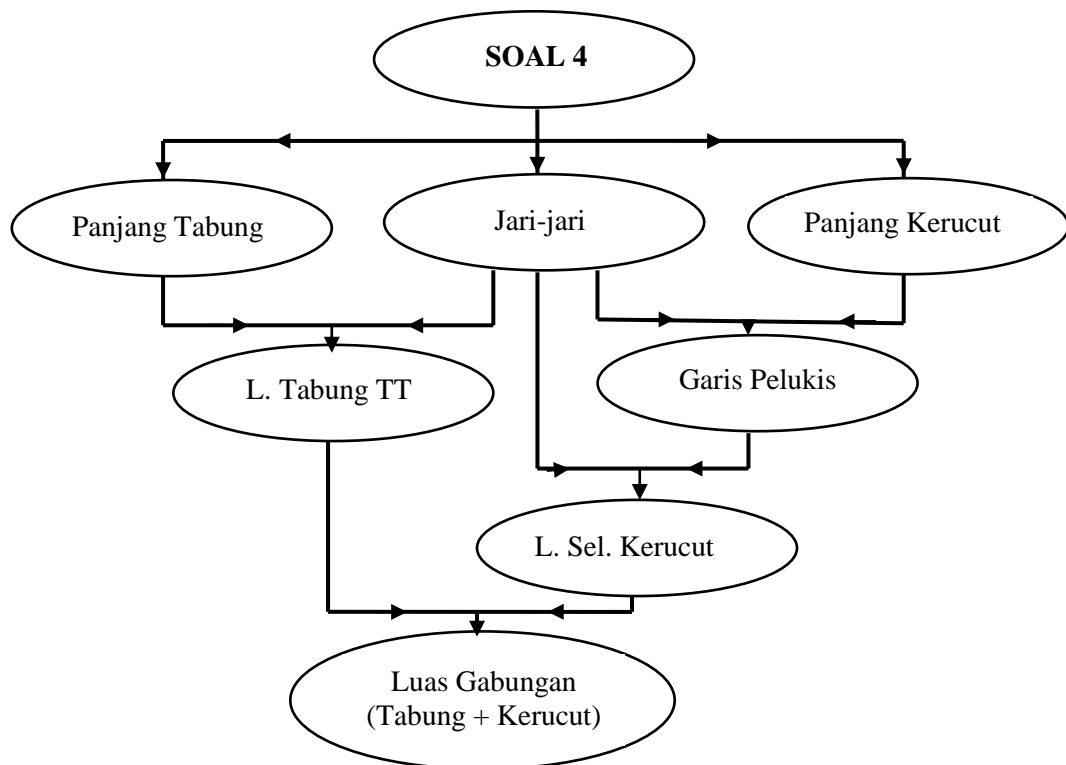 SOAL 4
Panjang Tabung
Jari-jari
Panjang Kerucut
L. Tabung TT
Garis Pelukis
L. Sel. Kerucut
Luas Gabungan
(Tabung + Kerucut)